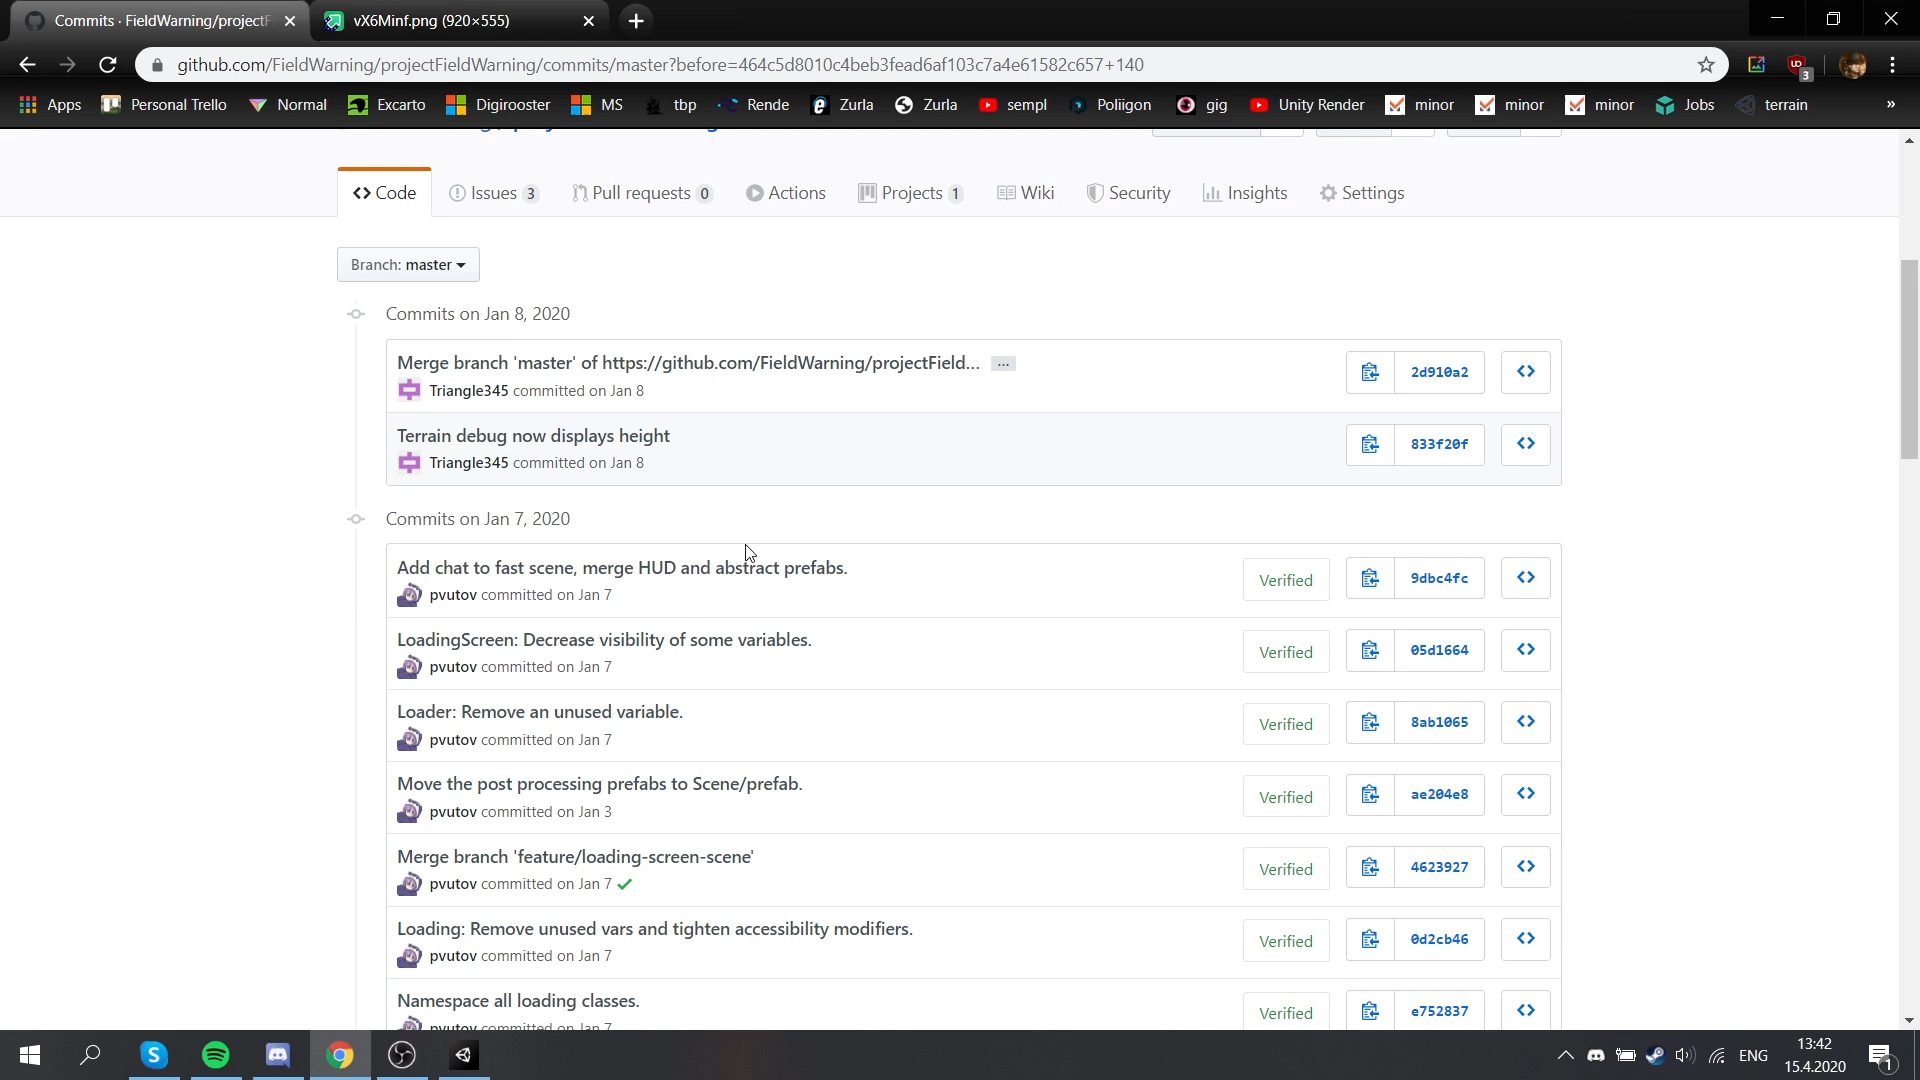 Commits · FieldWarning/projectF
vX6Minf.png (920×555)
github.com/FieldWarning/projectFieldWarning/commits/master?before=464c5d8010c4beb3fead6af103c7a4e61582c657+140
3
Apps Personal Trello Normal Excarto Digirooster MS tbp Rende Zurla Zurla sempl Poliigon gig Unity Render minor minor minor Jobs terrain »
Code Issues 3 Pull requests 0 Actions Projects 1 Wiki Security Insights Settings
Branch: master
Commits on Jan 8, 2020
Merge branch 'master' of https://github.com/FieldWarning/projectField... …
2d910a2
Triangle345 committed on Jan 8
Terrain debug now displays height
833f20f
Triangle345 committed on Jan 8
Commits on Jan 7, 2020
Add chat to fast scene, merge HUD and abstract prefabs.
Verified 9dbc4fc
pvutov committed on Jan 7
LoadingScreen: Decrease visibility of some variables.
Verified 05d1664
pvutov committed on Jan 7
Loader: Remove an unused variable.
Verified 8ab1065
pvutov committed on Jan 7
Move the post processing prefabs to Scene/prefab.
Verified ae204e8
pvutov committed on Jan 3
Merge branch 'feature/loading-screen-scene'
Verified 4623927
pvutov committed on Jan 7
Loading: Remove unused vars and tighten accessibility modifiers.
Verified 0d2cb46
pvutov committed on Jan 7
Namespace all loading classes.
Verified e752837
pvutov committed on Jan 7
ENG
13:42
15.4.2020
1